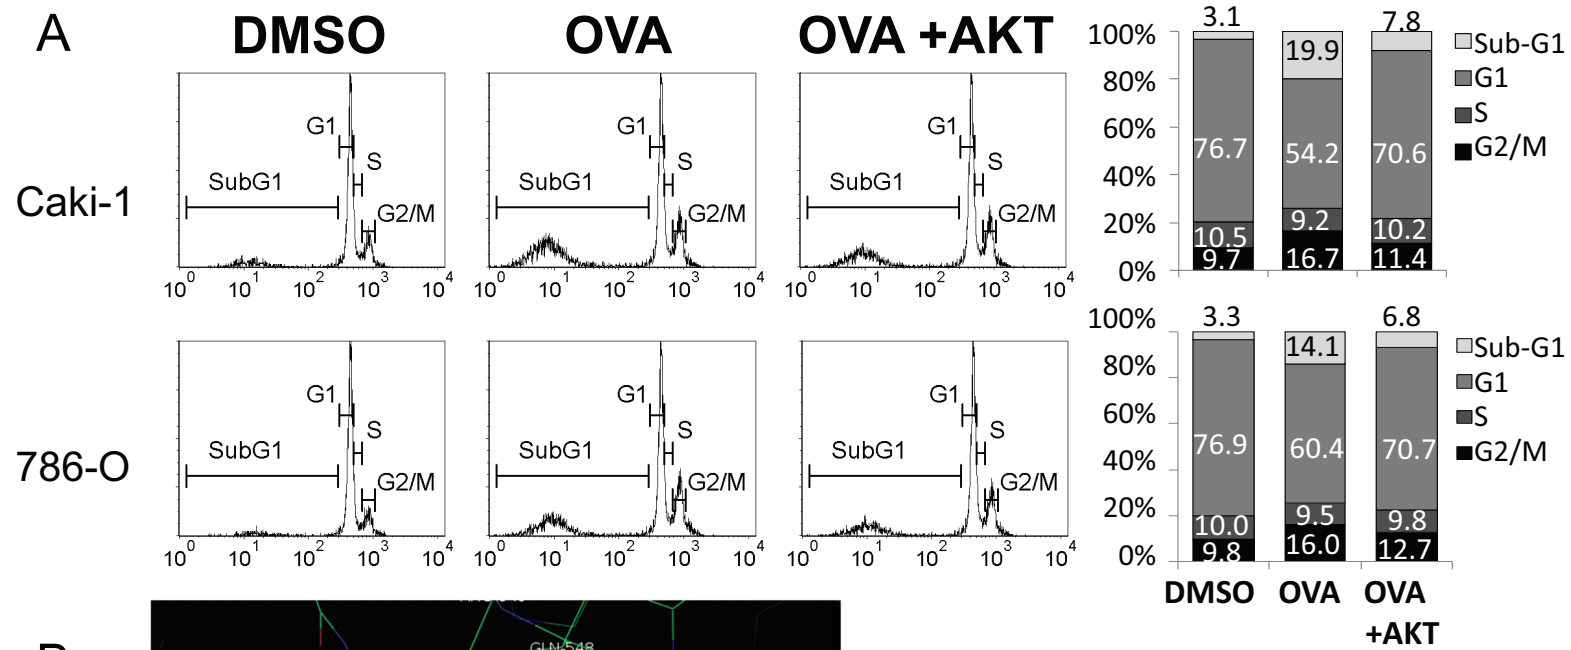 A
DMSO
OVA
OVA +AKT
Caki-1
G1
S
SubG1
G2/M
10^0 10^1 10^2 10^3 10^4
G1
S
SubG1
G2/M
10^0 10^1 10^2 10^3 10^4
G1
S
SubG1
G2/M
10^0 10^1 10^2 10^3 10^4
100%
80%
60%
40%
20%
0%
3.1
76.7
10.5
9.7
19.9
54.2
9.2
16.7
7.8
70.6
10.2
11.4
Sub-G1
G1
S
G2/M
786-O
G1
S
SubG1
G2/M
10^0 10^1 10^2 10^3 10^4
G1
S
SubG1
G2/M
10^0 10^1 10^2 10^3 10^4
G1
S
SubG1
G2/M
10^0 10^1 10^2 10^3 10^4
100%
80%
60%
40%
20%
0%
3.3
76.9
10.0
9.8
14.1
60.4
9.5
16.0
6.8
70.7
9.8
12.7
Sub-G1
G1
S
G2/M
DMSO
OVA
OVA
+AKT
GLN-548